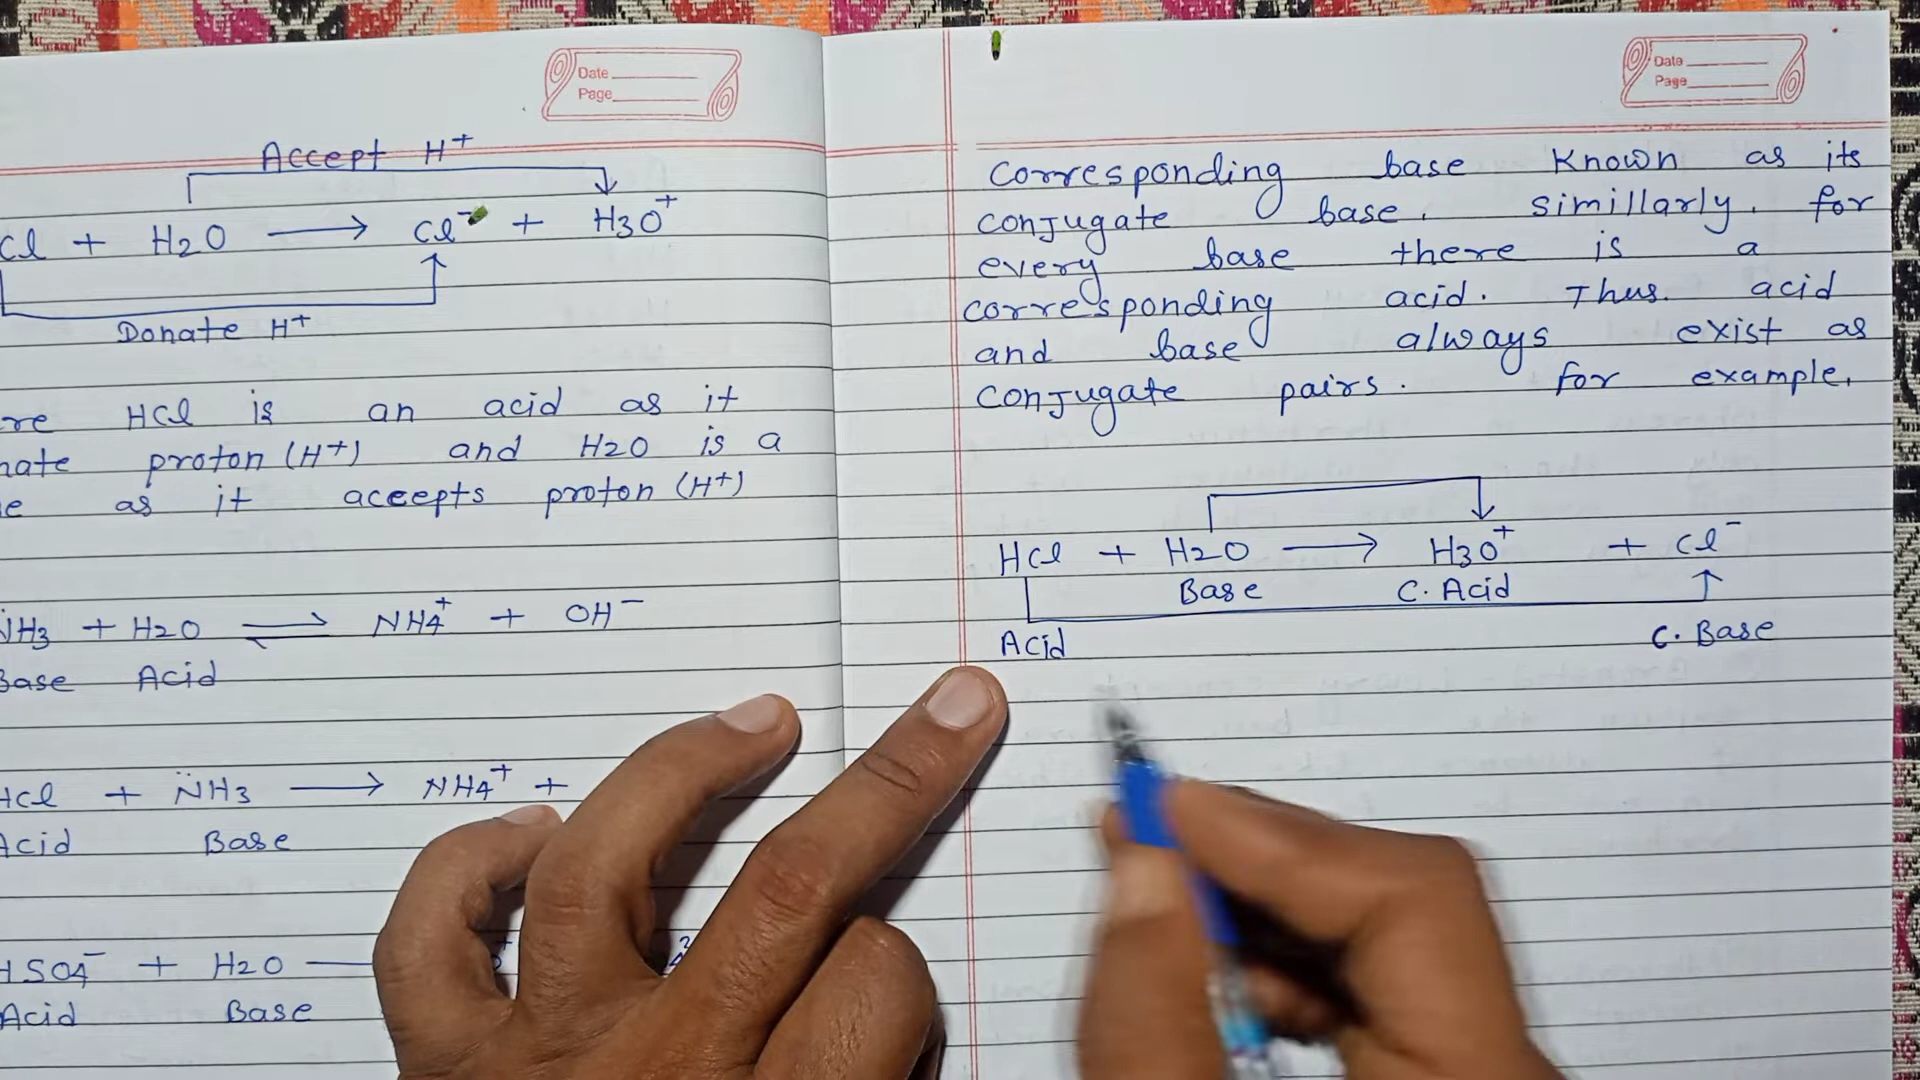 Date
Page
Accept H+
Cl + H2O ⟶ Cl- + H3O+
Donate H+
HCl is an acid as it
proton (H+) and H2O is a
as it accepts proton (H+)
NH3 + H2O ⇌ NH4+ + OH-
Base Acid
HCl + N̈H3 ⟶ NH4+ +
Acid Base
HSO4- + H2O
Acid Base
Date
Page
corresponding base known as its
conjugate base. simillarly, for
every base there is a
corresponding acid. Thus. acid
and base always exist as
conjugate pairs. for example,
HCl + H2O ⟶ H3O+ + Cl-
Base C. Acid
Acid C. Base